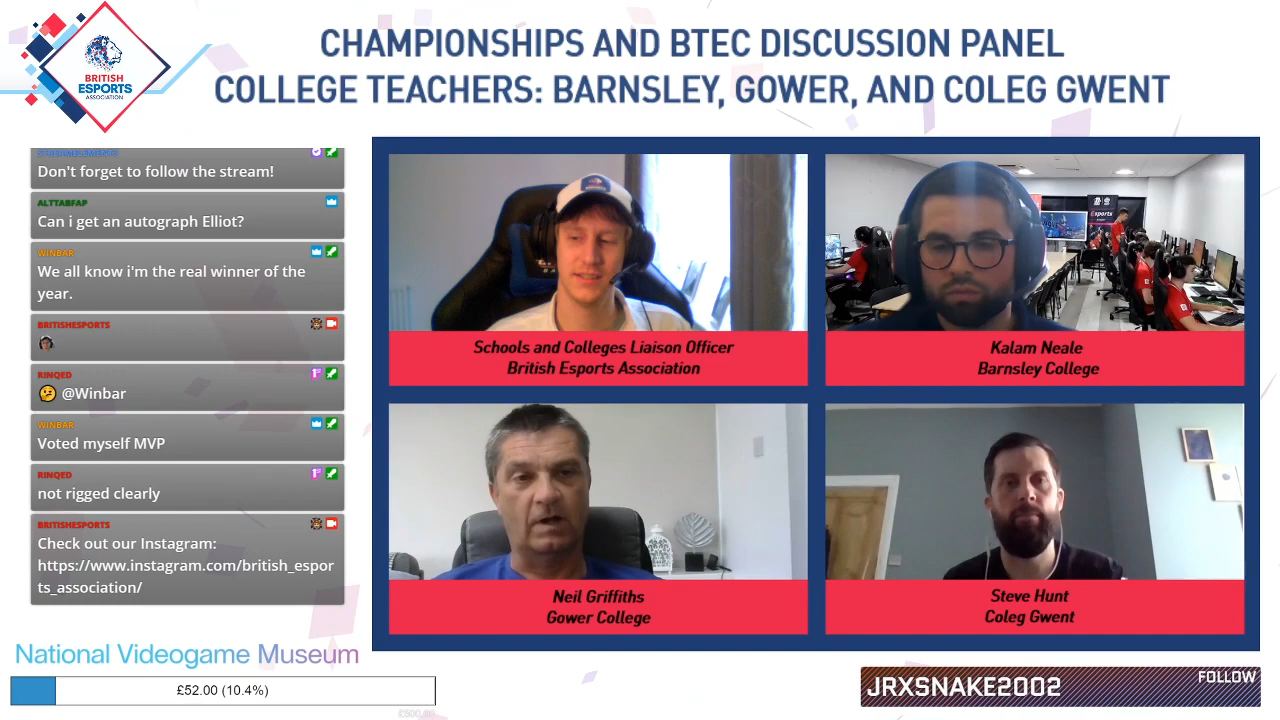 CHAMPIONSHIPS AND BTEC DISCUSSION PANEL
COLLEGE TEACHERS: BARNSLEY, GOWER, AND COLEG GWENT
BRITISH
ESPORTS
ASSOCIATION
Don't forget to follow the stream!
ALTTABFAP
Can i get an autograph Elliot?
WINBAR
We all know i'm the real winner of the
year.
BRITISHESPORTS
RINQED
@Winbar
WINBAR
Voted myself MVP
RINQED
not rigged clearly
BRITISHESPORTS
Check out our Instagram:
https://www.instagram.com/british_espor
ts_association/
Schools and Colleges Liaison Officer
British Esports Association
Esports
Kalam Neale
Barnsley College
Neil Griffiths
Gower College
Steve Hunt
Coleg Gwent
National Videogame Museum
£52.00 (10.4%)
£500.00
JRXSNAKE2002
FOLLOW